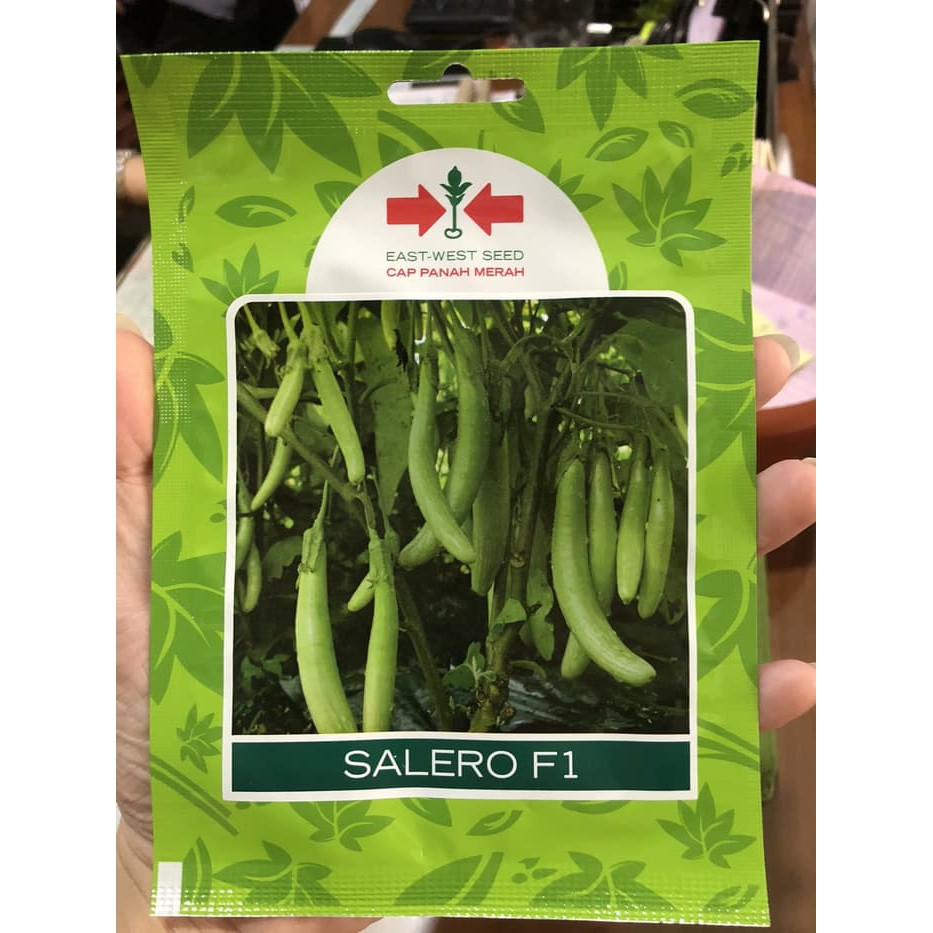 EAST-WEST SEED
CAP PANAH MERAH
SALERO F1